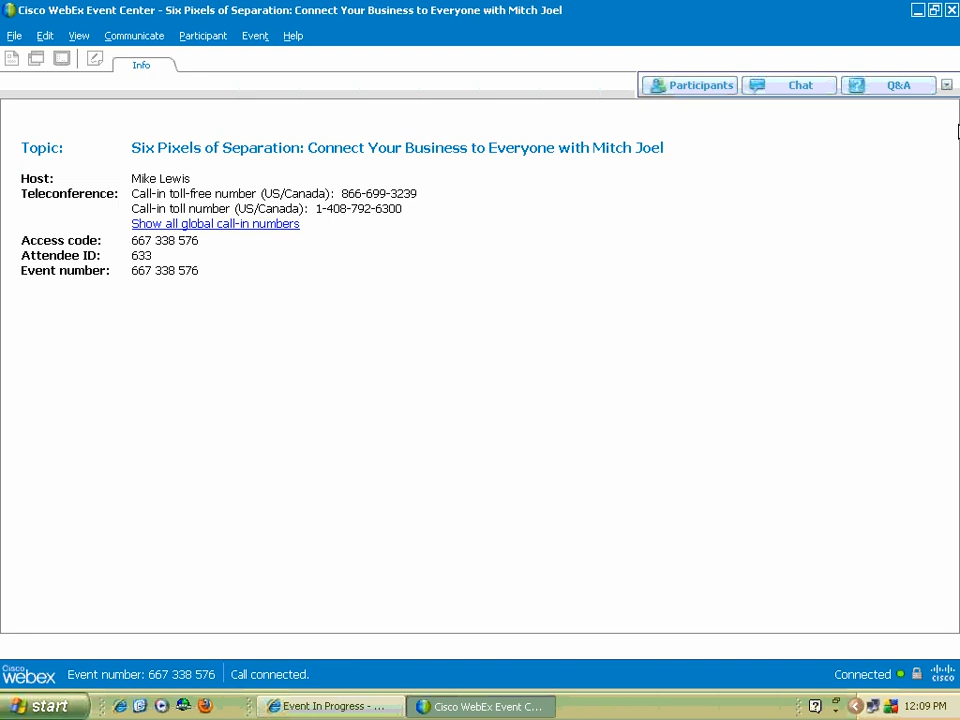 Cisco WebEx Event Center - Six Pixels of Separation: Connect Your Business to Everyone with Mitch Joel
File Edit View Communicate Participant Event Help
Info
Participants Chat Q&A
Topic: Six Pixels of Separation: Connect Your Business to Everyone with Mitch Joel
Host: Mike Lewis
Teleconference: Call-in toll-free number (US/Canada): 866-699-3239
Call-in toll number (US/Canada): 1-408-792-6300
Show all global call-in numbers
Access code: 667 338 576
Attendee ID: 633
Event number: 667 338 576
Cisco webex Event number: 667 338 576 Call connected. Connected cisco
start Event In Progress - ... Cisco WebEx Event C... 12:09 PM